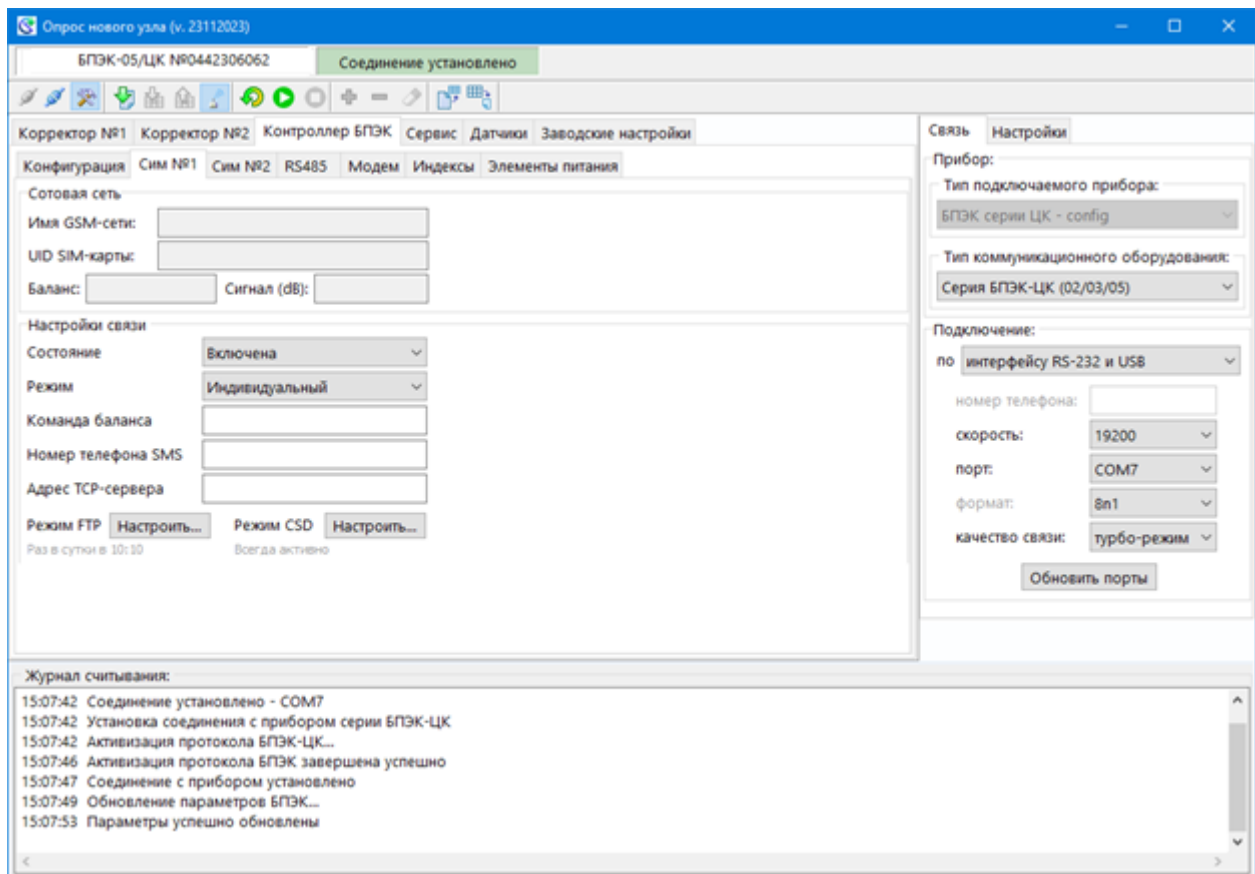 Опрос нового узла (v. 23112023)
БПЭК-05/ЦК №0442306062
Соединение установлено
Корректор №1 Корректор №2 Контроллер БПЭК Сервис Датчики Заводские настройки
Конфигурация Сим №1 Сим №2 RS485 Модем Индексы Элементы питания
Сотовая сеть
Имя GSM-сети:
UID SIM-карты:
Баланс: Сигнал (dB):
Настройки связи
Состояние Включена
Режим Индивидуальный
Команда баланса
Номер телефона SMS
Адрес TCP-сервера
Режим FTP Настроить... Режим CSD Настроить...
Раз в сутки в 10:10 Всегда активно
Связь Настройки
Прибор:
Тип подключаемого прибора:
БПЭК серии ЦК - config
Тип коммуникационного оборудования:
Серия БПЭК-ЦК (02/03/05)
Подключение:
по интерфейсу RS-232 и USB
номер телефона:
скорость: 19200
порт: COM7
формат: 8n1
качество связи: турбо-режим
Обновить порты
Журнал считывания:
15:07:42 Соединение установлено - COM7
15:07:42 Установка соединения с прибором серии БПЭК-ЦК
15:07:42 Активизация протокола БПЭК-ЦК...
15:07:46 Активизация протокола БПЭК завершена успешно
15:07:47 Соединение с прибором установлено
15:07:49 Обновление параметров БПЭК...
15:07:53 Параметры успешно обновлены